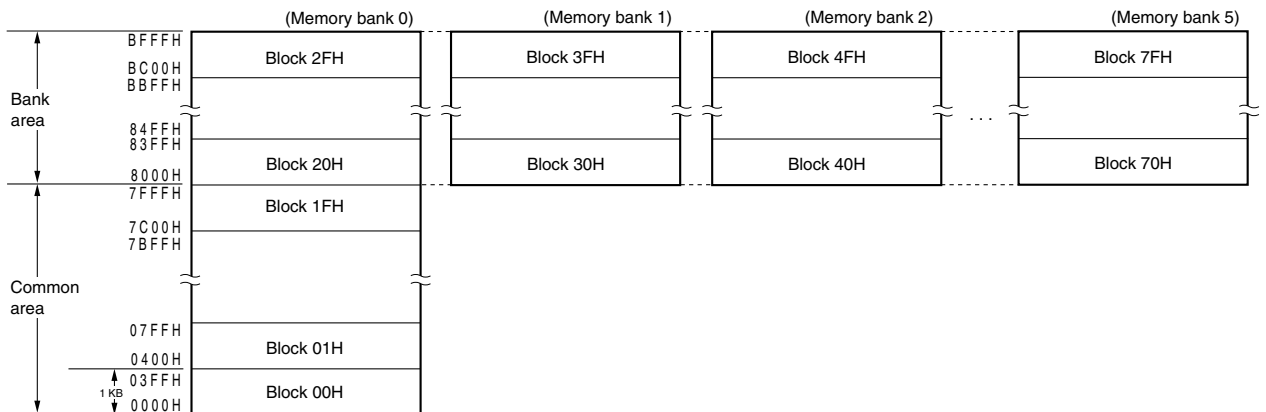 (Memory bank 0) (Memory bank 1) (Memory bank 2) (Memory bank 5)
BFFFH
Block 2FH Block 3FH Block 4FH Block 7FH
BC00H
BBFFH
Bank
area
. . .
84FFH
83FFH
Block 20H Block 30H Block 40H Block 70H
8000H
7FFFH
Block 1FH
7C00H
7BFFH
Common
area
07FFH
Block 01H
0400H
03FFH
1 KB
Block 00H
0000H